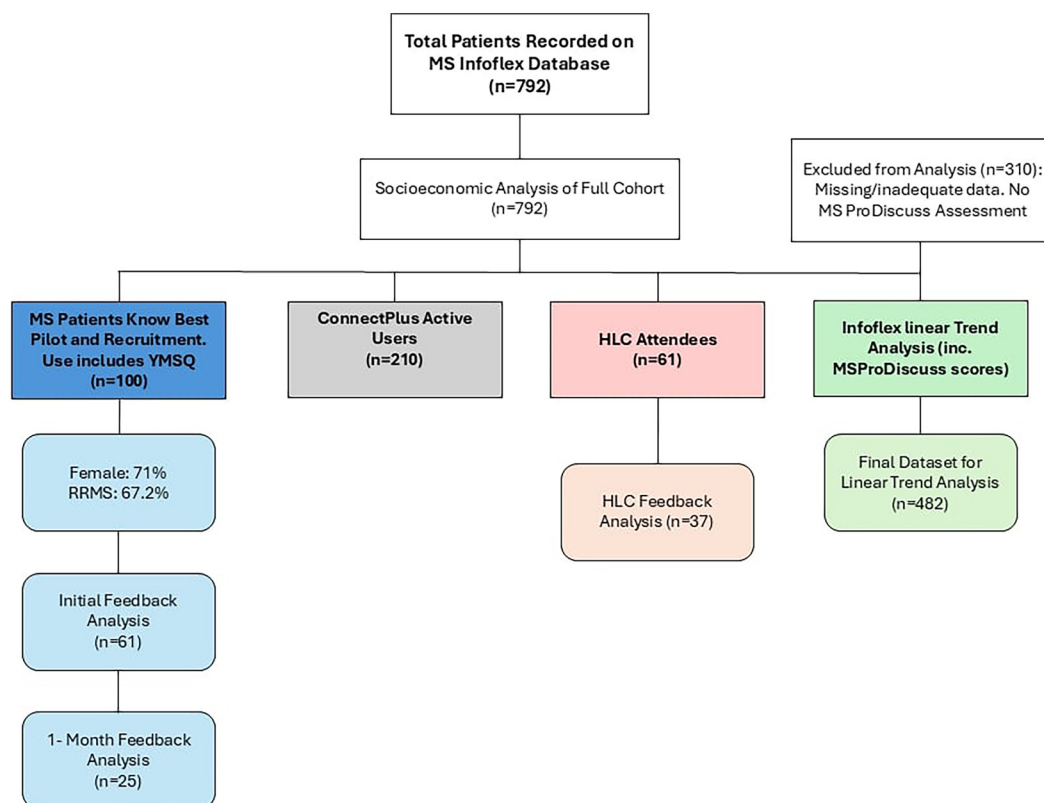 Total Patients Recorded on
MS Infoflex Database
(n=792)
Socioeconomic Analysis of Full Cohort
(n=792)
Excluded from Analysis (n=310):
Missing/inadequate data. No
MS ProDiscuss Assessment
MS Patients Know Best
Pilot and Recruitment.
Use includes YMSQ
(n=100)
ConnectPlus Active
Users
(n=210)
HLC Attendees
(n=61)
Infoflex linear Trend
Analysis (inc.
MSProDiscuss scores)
Female: 71%
RRMS: 67.2%
HLC Feedback
Analysis (n=37)
Final Dataset for
Linear Trend Analysis
(n=482)
Initial Feedback
Analysis
(n=61)
1- Month Feedback
Analysis
(n=25)